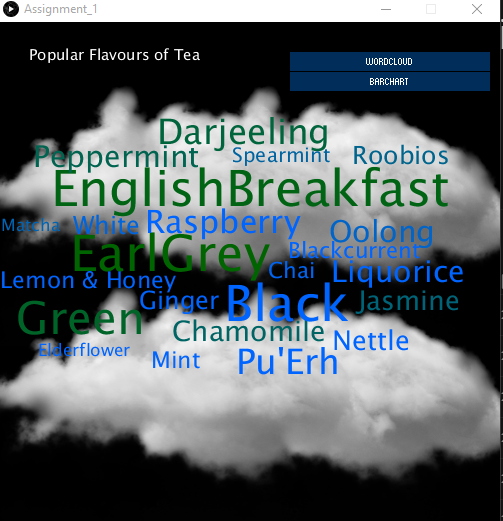 Assignment_1
Popular Flavours of Tea
WORDCLOUD
BARCHART
Darjeeling
Peppermint Spearmint Roobios
EnglishBreakfast
Matcha White Raspberry Oolong
EarlGrey Blackcurrent
Lemon & Honey Chai Liquorice
Ginger Black Jasmine
Green Chamomile Nettle
Elderflower Mint Pu'Erh